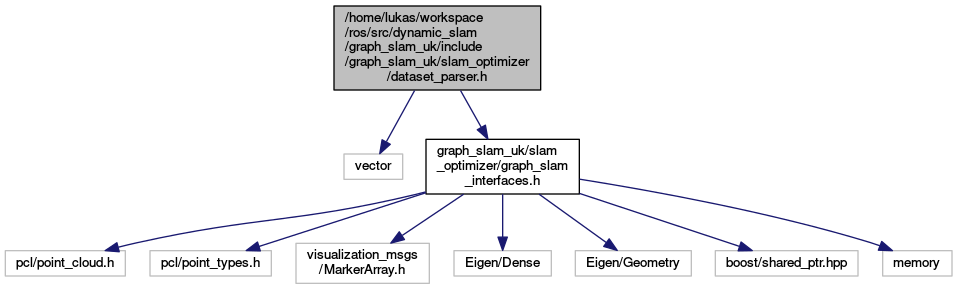 /home/lukas/workspace
/ros/src/dynamic_slam
/graph_slam_uk/include
/graph_slam_uk/slam_optimizer
/dataset_parser.h
vector
graph_slam_uk/slam
_optimizer/graph_slam
_interfaces.h
pcl/point_cloud.h
pcl/point_types.h
visualization_msgs
/MarkerArray.h
Eigen/Dense
Eigen/Geometry
boost/shared_ptr.hpp
memory